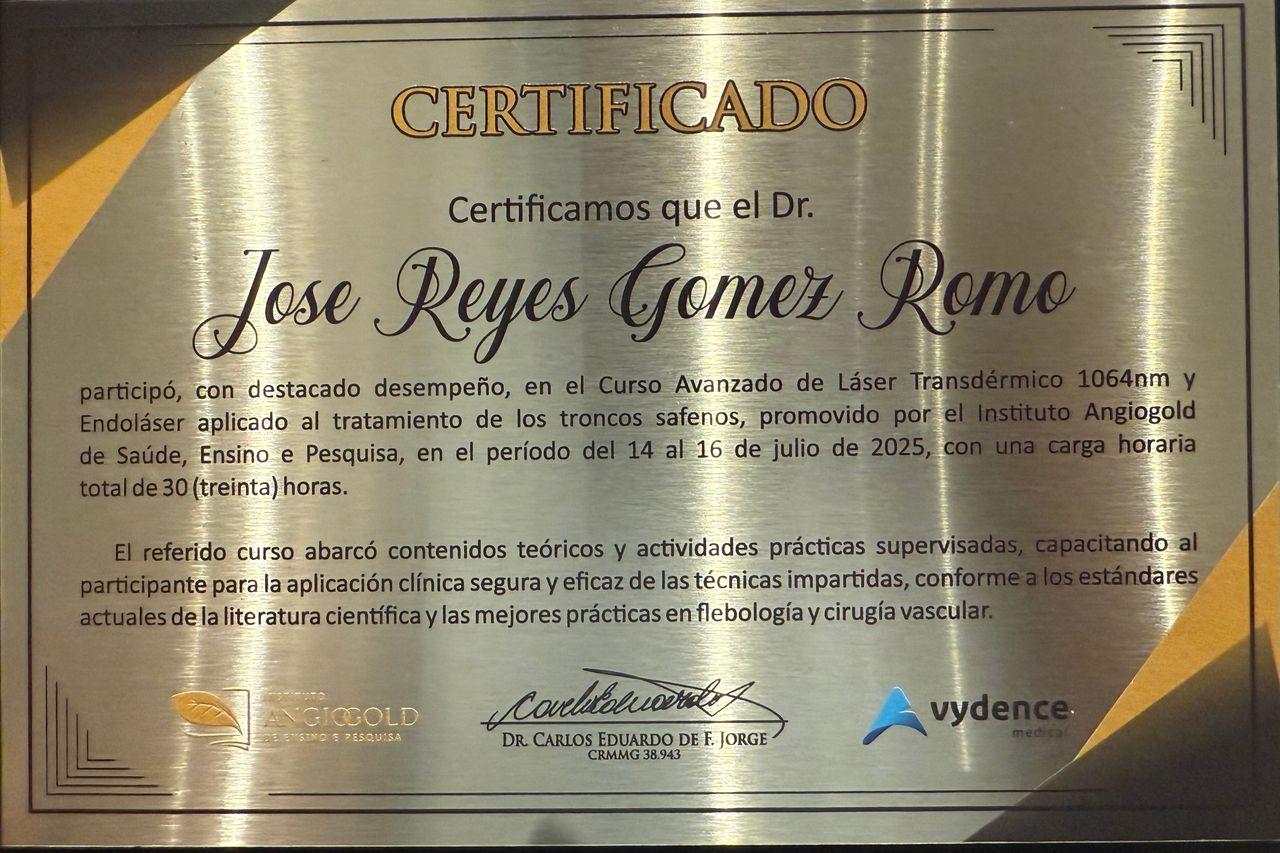 CERTIFICADO
Certificamos que el Dr.
Jose Reyes Gomez Romo
participó, con destacado desempeño, en el Curso Avanzado de Láser Transdérmico 1064nm y
Endoláser aplicado al tratamiento de los troncos safenos, promovido por el Instituto Angiogold
de Saúde, Ensino e Pesquisa, en el período del 14 al 16 de julio de 2025, con una carga horaria
total de 30 (treinta) horas.
El referido curso abarcó contenidos teóricos y actividades prácticas supervisadas, capacitando al
participante para la aplicación clínica segura y eficaz de las técnicas impartidas, conforme a los estándares
actuales de la literatura científica y las mejores prácticas en flebología y cirugía vascular.
INSTITUTO
ANGIOGOLD
DE ENSINO E PESQUISA
DR. CARLOS EDUARDO DE F. JORGE
CRMMG 38.943
vydence
medical